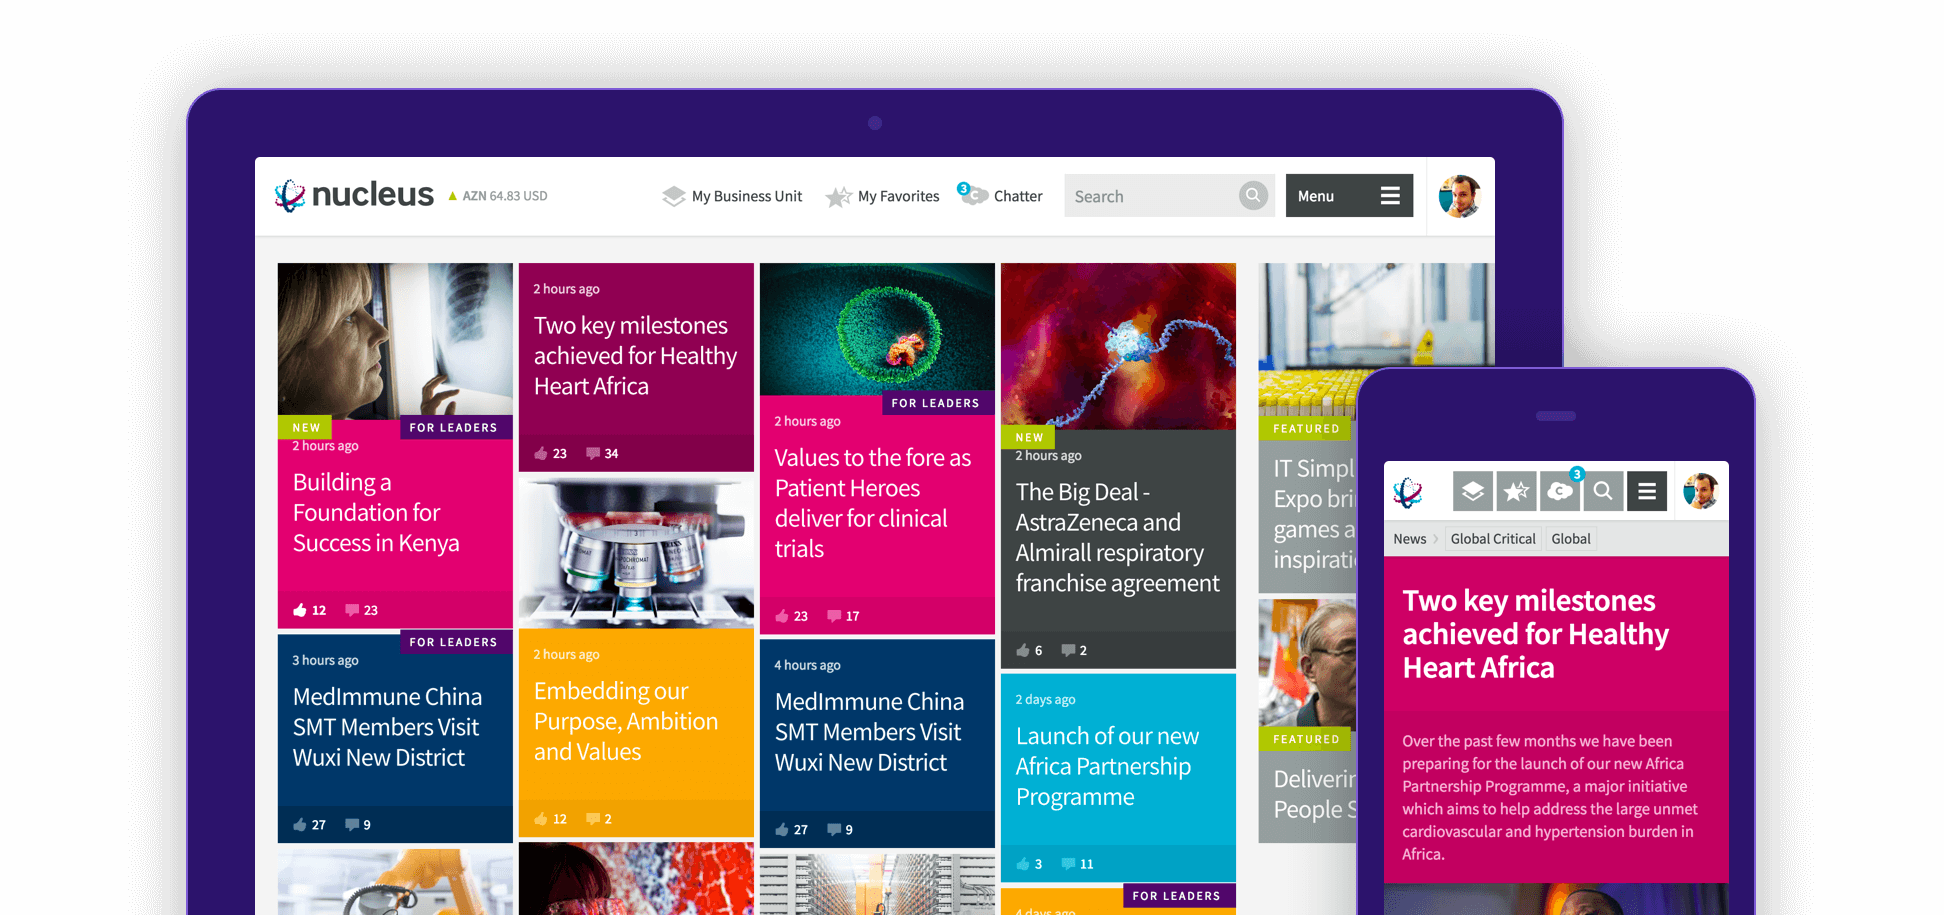 nucleus
AZN 64.83 USD
My Business Unit
My Favorites
3
C
Chatter
Search
Menu
NEW
FOR LEADERS
2 hours ago
Building a
Foundation for
Success in Kenya
12
23
FOR LEADERS
3 hours ago
MedImmune China
SMT Members Visit
Wuxi New District
27
9
2 hours ago
Two key milestones
achieved for Healthy
Heart Africa
23
34
2 hours ago
Embedding our
Purpose, Ambition
and Values
12
2
FOR LEADERS
2 hours ago
Values to the fore as
Patient Heroes
deliver for clinical
trials
23
17
4 hours ago
MedImmune China
SMT Members Visit
Wuxi New District
27
9
NEW
2 hours ago
The Big Deal -
AstraZeneca and
Almirall respiratory
franchise agreement
6
2
2 days ago
Launch of our new
Africa Partnership
Programme
3
11
FOR LEADERS
4 days ago
FEATURED
IT Simpl
Expo bri
games a
inspirati
FEATURED
Deliverin
People S
3
C
News
Global Critical
Global
Two key milestones
achieved for Healthy
Heart Africa
Over the past few months we have been
preparing for the launch of our new Africa
Partnership Programme, a major initiative
which aims to help address the large unmet
cardiovascular and hypertension burden in
Africa.